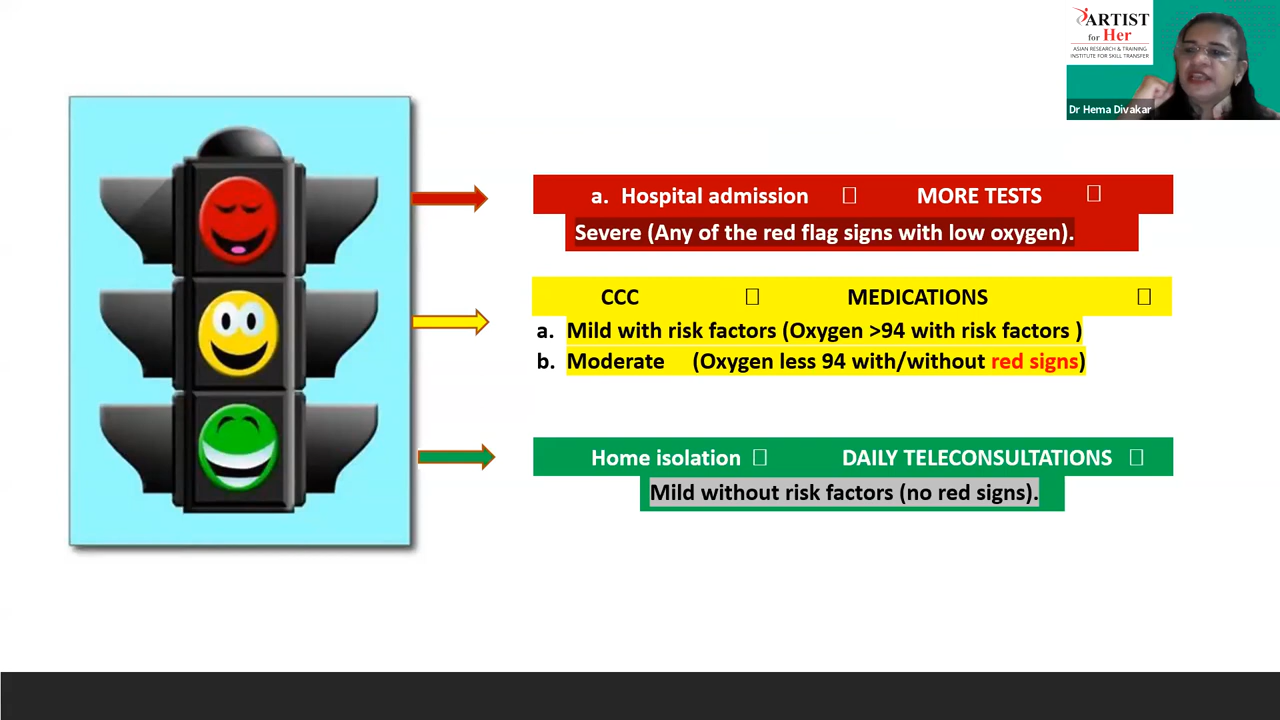 ARTIST
for Her
ASIAN RESEARCH & TRAINING
INSTITUTE FOR SKILL TRANSFER
Dr Hema Divakar
a. Hospital admission MORE TESTS
Severe (Any of the red flag signs with low oxygen).
CCC MEDICATIONS
a. Mild with risk factors (Oxygen >94 with risk factors )
b. Moderate (Oxygen less 94 with/without red signs)
Home isolation DAILY TELECONSULTATIONS
Mild without risk factors (no red signs).